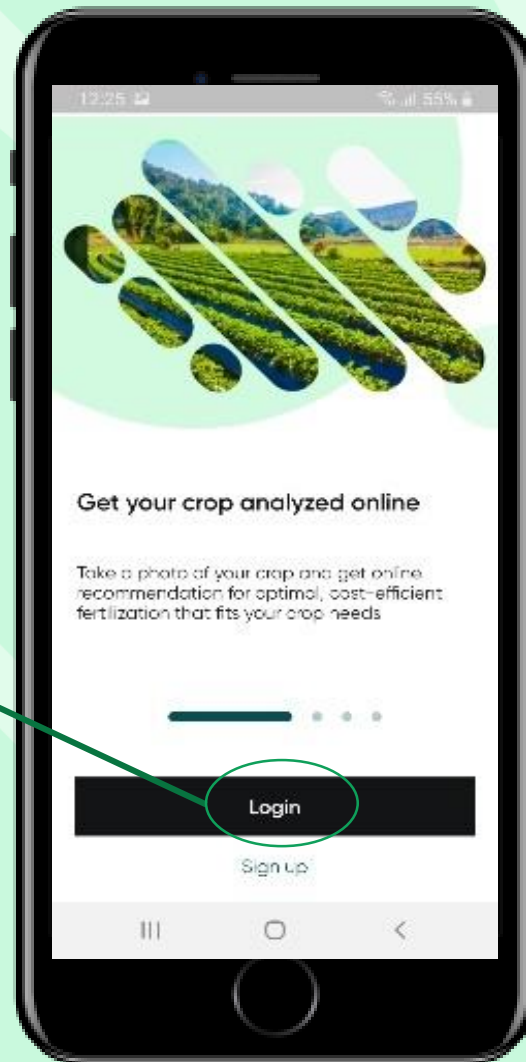 12:25
55%
Get your crop analyzed online
Take a photo of your crop and get online
recommendation for optimal, cost-efficient
fertilization that fits your crop needs
Login
Sign up